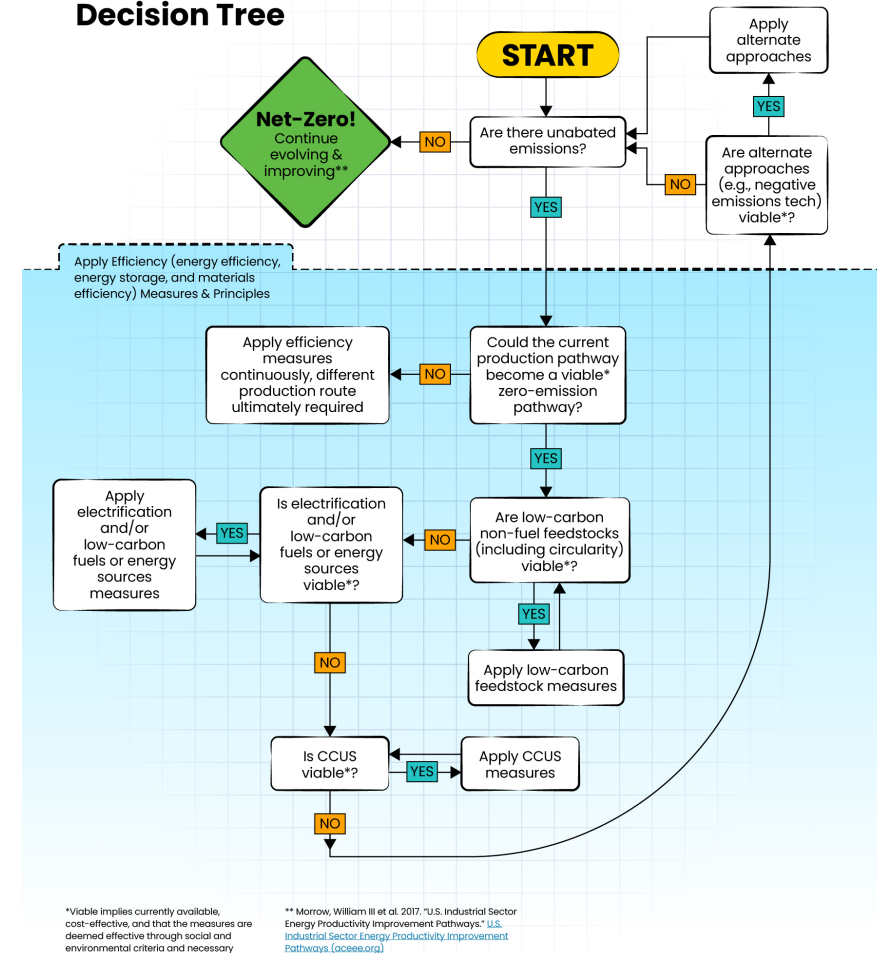 Decision Tree
START
Apply
alternate
approaches
YES
Net-Zero!
Continue
evolving &
improving**
NO
Are there unabated
emissions?
NO
Are alternate
approaches
(e.g., negative
emissions tech)
viable*?
YES
Apply Efficiency (energy efficiency,
energy storage, and materials
efficiency) Measures & Principles
Apply efficiency
measures
continuously, different
production route
ultimately required
NO
Could the current
production pathway
become a viable*
zero-emission
pathway?
YES
Apply
electrification
and/or
low-carbon
fuels or energy
sources
measures
YES
Is electrification
and/or
low-carbon
fuels or energy
sources
viable*?
NO
Are low-carbon
non-fuel feedstocks
(including circularity)
viable*?
YES
NO
Apply low-carbon
feedstock measures
Is CCUS
viable*?
YES
Apply CCUS
measures
NO
*Viable implies currently available,
cost-effective, and that the measures are
deemed effective through social and
environmental criteria and necessary
** Morrow, William III et al. 2017. “U.S. Industrial Sector
Energy Productivity Improvement Pathways.” U.S.
Industrial Sector Energy Productivity Improvement
Pathways (aceee.org)